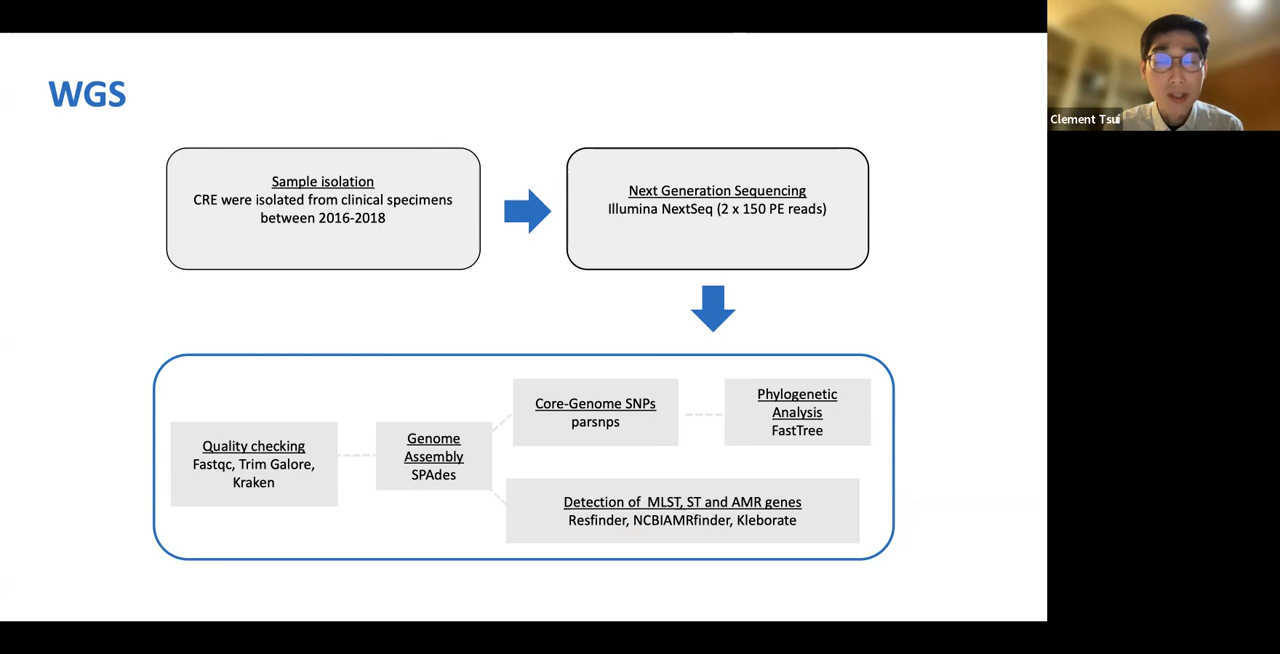 WGS
Clement Tsui
Sample isolation
CRE were isolated from clinical specimens
between 2016-2018
Next Generation Sequencing
Illumina NextSeq (2 x 150 PE reads)
Quality checking
Fastqc, Trim Galore,
Kraken
Genome
Assembly
SPAdes
Core-Genome SNPs
parsnps
Phylogenetic
Analysis
FastTree
Detection of  MLST, ST and AMR genes
Resfinder, NCBIAMRfinder, Kleborate